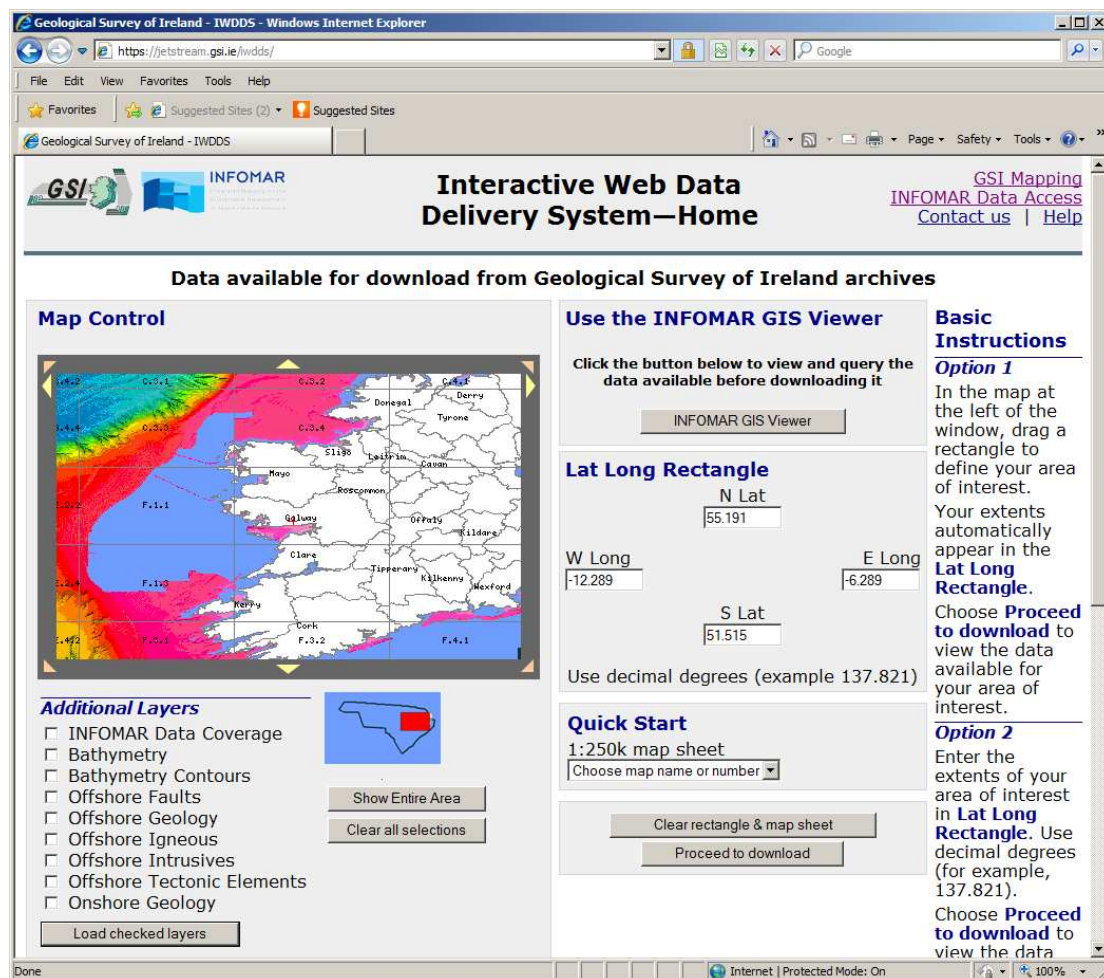 Geological Survey of Ireland - IWDDS - Windows Internet Explorer
https://jetstream.gsi.ie/iwdds/
Google
File Edit View Favorites Tools Help
Favorites Suggested Sites (2) Suggested Sites
Geological Survey of Ireland - IWDDS
Page Safety Tools
GSI
INFOMAR
Interactive Web Data
Delivery System—Home
GSI Mapping
INFOMAR Data Access
Contact us | Help
Data available for download from Geological Survey of Ireland archives
Map Control
C.3.1 C.3.2 C.4.1
Derry
Donegal
Tyrone
C.3.3 C.3.4
Sligo Leitrim
Cavan
Mayo
Roscommon
F.1.1
Galway
Offaly
Kildare
Clare
Tipperary
F.1.3
Kilkenny
Wexford
Kerry
Cork
F.3.1 F.3.2 F.4.1
Additional Layers
INFOMAR Data Coverage
Bathymetry
Bathymetry Contours
Offshore Faults
Offshore Geology
Offshore Igneous
Offshore Intrusives
Offshore Tectonic Elements
Onshore Geology
Load checked layers
Show Entire Area
Clear all selections
Use the INFOMAR GIS Viewer
Click the button below to view and query the
data available before downloading it
INFOMAR GIS Viewer
Lat Long Rectangle
N Lat
55.191
W Long
-12.289
E Long
-6.289
S Lat
51.515
Use decimal degrees (example 137.821)
Quick Start
1:250k map sheet
Choose map name or number
Clear rectangle & map sheet
Proceed to download
Basic
Instructions
Option 1
In the map at
the left of the
window, drag a
rectangle to
define your area
of interest.
Your extents
automatically
appear in the
Lat Long
Rectangle.
Choose Proceed
to download to
view the data
available for
your area of
interest.
Option 2
Enter the
extents of your
area of interest
in Lat Long
Rectangle. Use
decimal degrees
(for example,
137.821).
Choose Proceed
to download to
view the data
Done
Internet | Protected Mode: On
100%